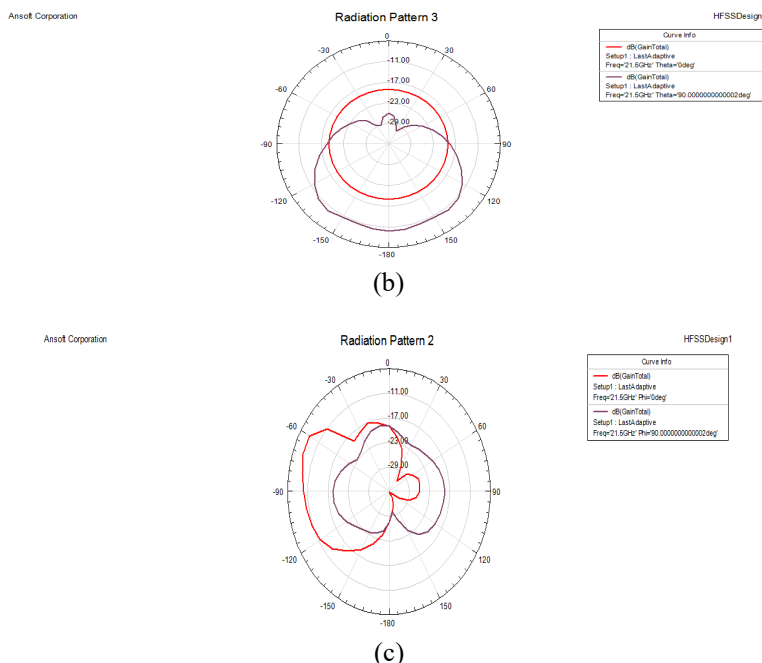 Ansoft Corporation
Radiation Pattern 3
HFSSDesign
Curve Info
dB(GainTotal)
Setup1 : LastAdaptive
Freq='21.5GHz' Theta='0deg'
dB(GainTotal)
Setup1 : LastAdaptive
Freq='21.5GHz' Theta='90.0000000000002deg'
0
-30
30
-11.00
-60
-17.00
60
-23.00
-29.00
-90
90
-120
120
-150
150
-180
(b)
Ansoft Corporation
Radiation Pattern 2
HFSSDesign1
Curve Info
dB(GainTotal)
Setup1 : LastAdaptive
Freq='21.5GHz' Phi='0deg'
dB(GainTotal)
Setup1 : LastAdaptive
Freq='21.5GHz' Phi='90.0000000000002deg'
0
-30
30
-11.00
-60
-17.00
60
-23.00
-29.00
-90
90
-120
120
-150
150
-180
(c)